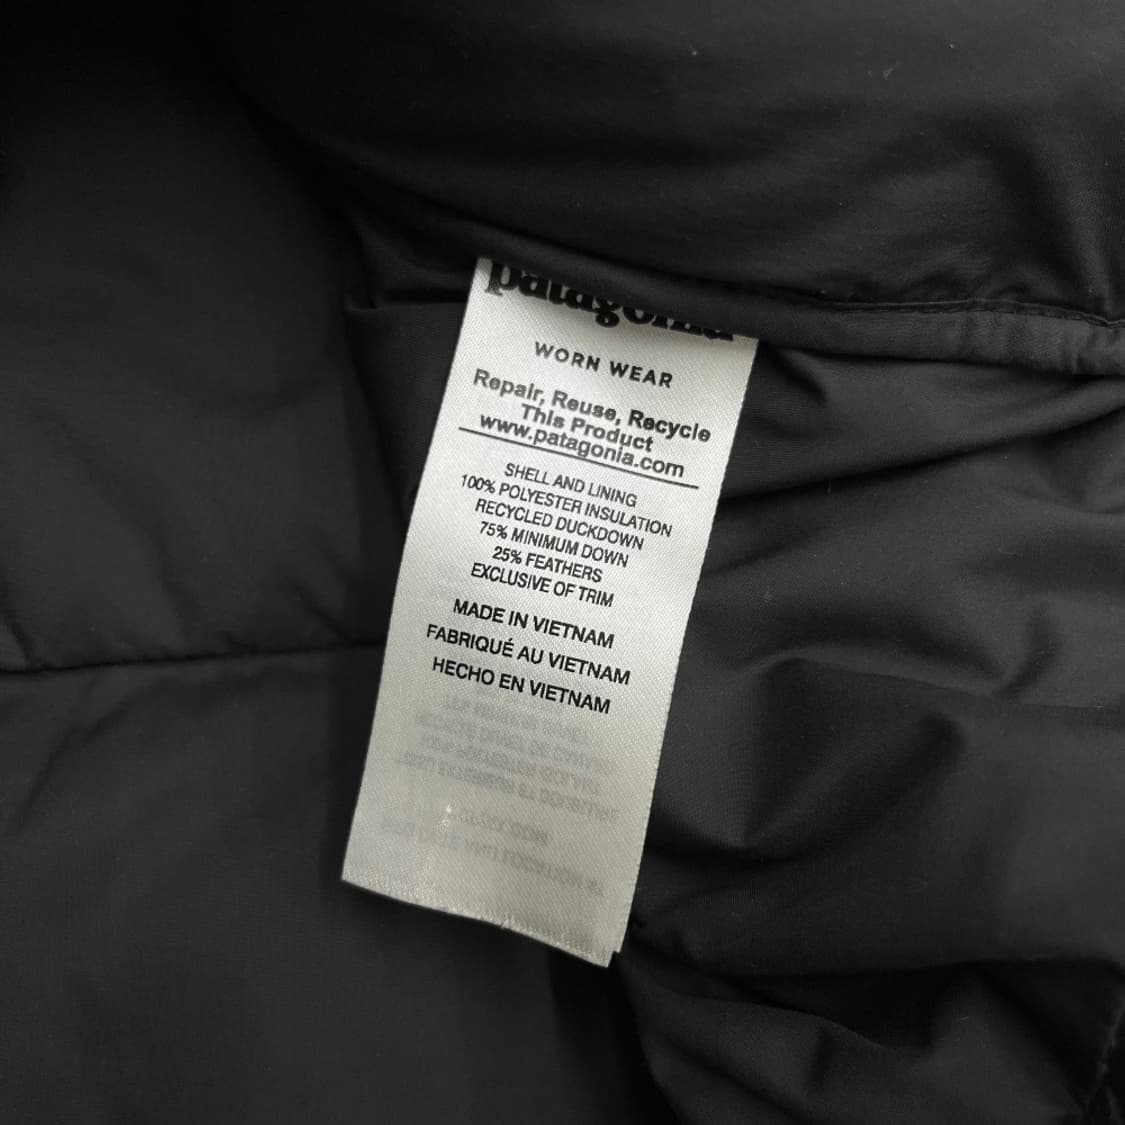 patagonia
WORN WEAR
Repair, Reuse, Recycle
This Product
www.patagonia.com
SHELL AND LINING
100% POLYESTER INSULATION
RECYCLED DUCKDOWN
75% MINIMUM DOWN
25% FEATHERS
EXCLUSIVE OF TRIM
MADE IN VIETNAM
FABRIQUÉ AU VIETNAM
HECHO EN VIETNAM